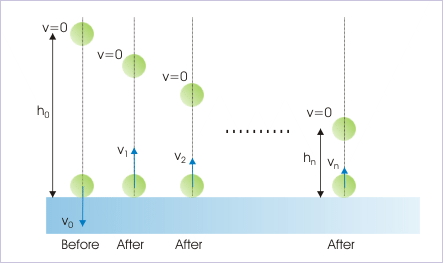 v=0
v=0
v=0
v=0
h₀
v₁
v₂
hₙ
vₙ
v₀
Before
After
After
After